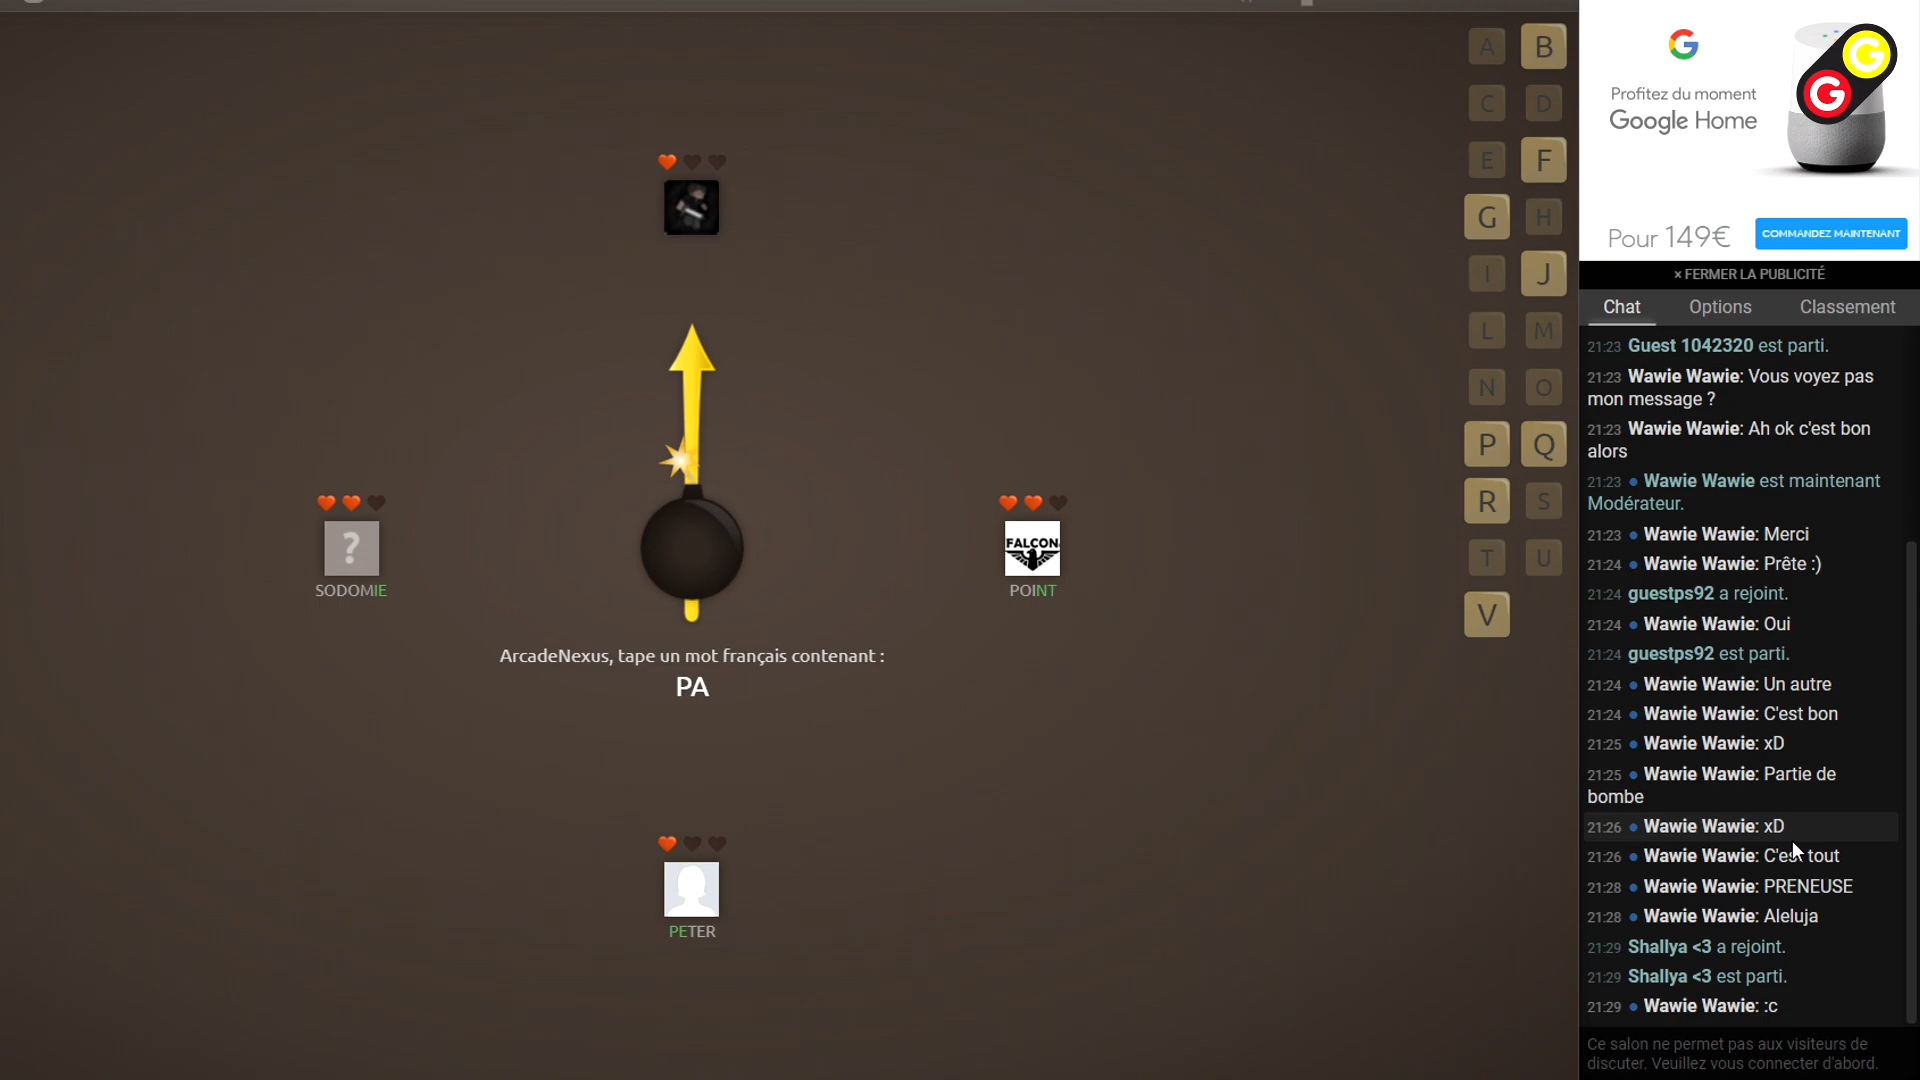 SODOMIE
FALCON
POINT
ArcadeNexus, tape un mot français contenant :
PA
PETER
A B
C D
E F
G H
I J
L M
N O
P Q
R S
T U
V
G
G
Profitez du moment
Google Home
Pour 149€
COMMANDEZ MAINTENANT
× FERMER LA PUBLICITÉ
Chat Options Classement
21:23 Guest 1042320 est parti.
21:23 Wawie Wawie: Vous voyez pas
mon message ?
21:23 Wawie Wawie: Ah ok c'est bon
alors
21:23 ● Wawie Wawie est maintenant
Modérateur.
21:23 ● Wawie Wawie: Merci
21:24 ● Wawie Wawie: Prête :)
21:24 guestps92 a rejoint.
21:24 ● Wawie Wawie: Oui
21:24 guestps92 est parti.
21:24 ● Wawie Wawie: Un autre
21:24 ● Wawie Wawie: C'est bon
21:25 ● Wawie Wawie: xD
21:25 ● Wawie Wawie: Partie de
bombe
21:26 ● Wawie Wawie: xD
21:26 ● Wawie Wawie: C'est tout
21:28 ● Wawie Wawie: PRENEUSE
21:28 ● Wawie Wawie: Aleluja
21:29 Shallya <3 a rejoint.
21:29 Shallya <3 est parti.
21:29 ● Wawie Wawie: :c
Ce salon ne permet pas aux visiteurs de
discuter. Veuillez vous connecter d'abord.